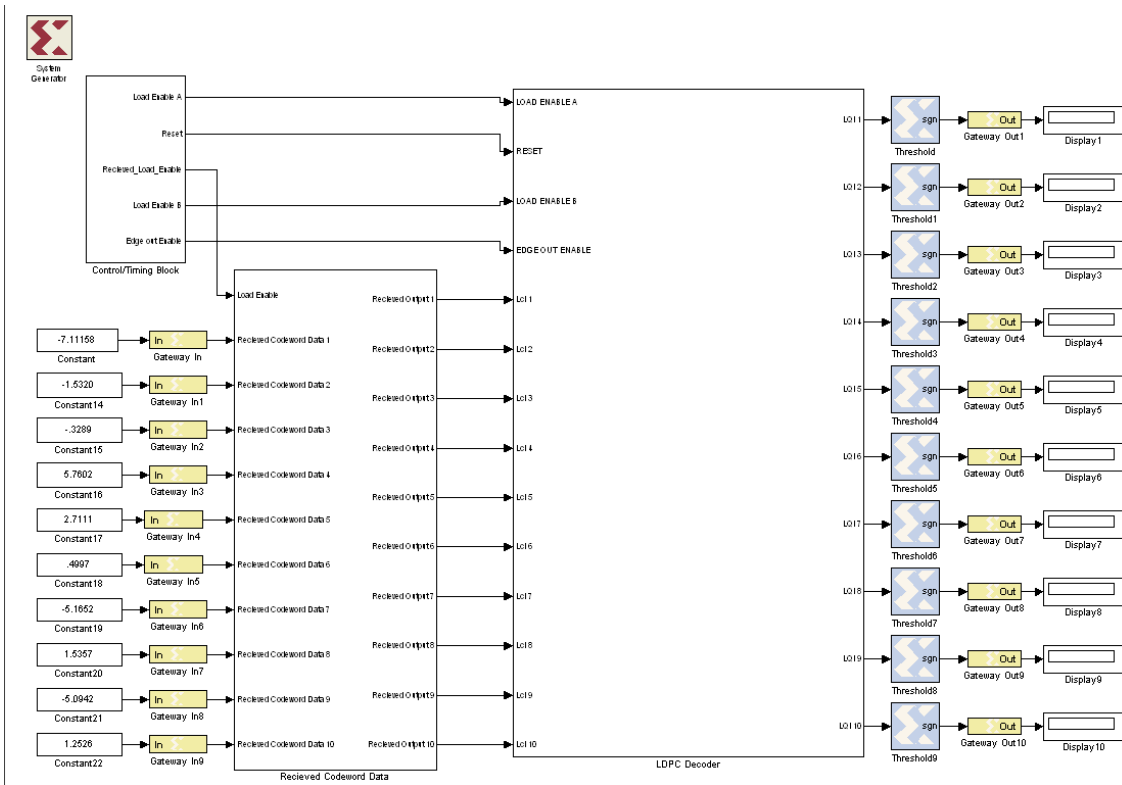 System
Generator
Load Enable A
Reset
Recieved_Load_Enable
Load Enable B
Edge out Enable
Control/Timing Block
-7.11158
Constant
-1.5320
Constant14
-.3289
Constant15
5.7602
Constant16
2.7111
Constant17
.4997
Constant18
-5.1652
Constant19
1.5357
Constant20
-5.0942
Constant21
1.2526
Constant22
In
Gateway In
In
Gateway In1
In
Gateway In2
In
Gateway In3
In
Gateway In4
In
Gateway In5
In
Gateway In6
In
Gateway In7
In
Gateway In8
In
Gateway In9
Load Enable
Recieved Codeword Data 1
Recieved Codeword Data 2
Recieved Codeword Data 3
Recieved Codeword Data 4
Recieved Codeword Data 5
Recieved Codeword Data 6
Recieved Codeword Data 7
Recieved Codeword Data 8
Recieved Codeword Data 9
Recieved Codeword Data 10
Recieved Output 1
Recieved Output 2
Recieved Output 3
Recieved Output 4
Recieved Output 5
Recieved Output 6
Recieved Output 7
Recieved Output 8
Recieved Output 9
Recieved Output 10
Recieved Codeword Data
LOAD ENABLE A
RESET
LOAD ENABLE B
EDGE OUT ENABLE
Lcl 1
Lcl 2
Lcl 3
Lcl 4
Lcl 5
Lcl 6
Lcl 7
Lcl 8
Lcl 9
Lcl 10
LQI 1
LQI 2
LQI 3
LQI 4
LQI 5
LQI 6
LQI 7
LQI 8
LQI 9
LQI 10
LDPC Decoder
sgn
Threshold
sgn
Threshold1
sgn
Threshold2
sgn
Threshold3
sgn
Threshold4
sgn
Threshold5
sgn
Threshold6
sgn
Threshold7
sgn
Threshold8
sgn
Threshold9
Out
Gateway Out1
Out
Gateway Out2
Out
Gateway Out3
Out
Gateway Out4
Out
Gateway Out5
Out
Gateway Out6
Out
Gateway Out7
Out
Gateway Out8
Out
Gateway Out9
Out
Gateway Out10
Display1
Display2
Display3
Display4
Display5
Display6
Display7
Display8
Display9
Display10